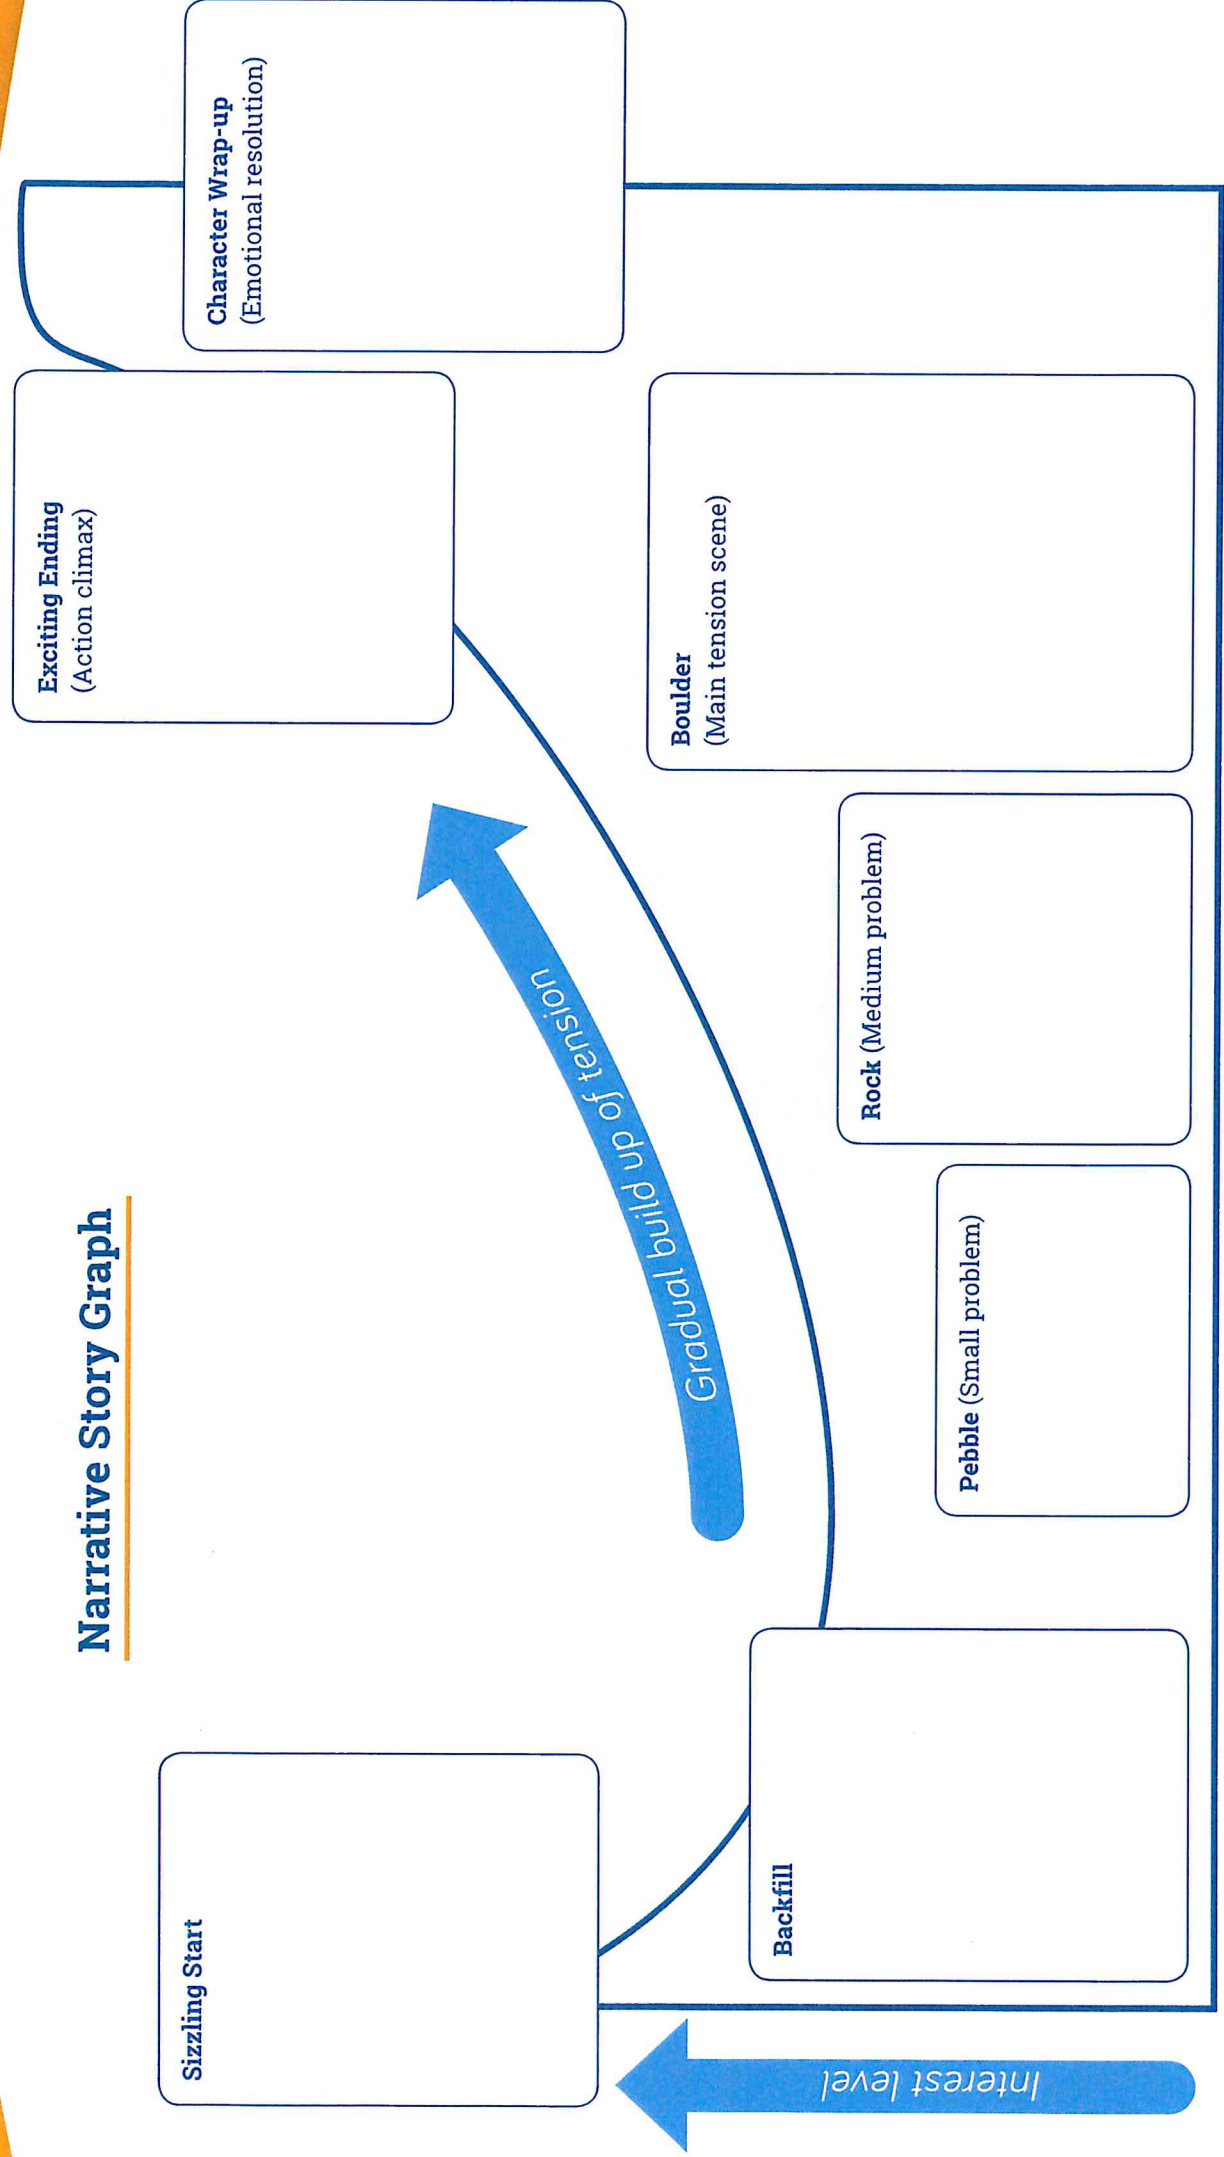 Narrative Story Graph
Sizzling Start
Interest level
Backfill
Gradual build up of tension
Pebble (Small problem)
Rock (Medium problem)
Boulder
(Main tension scene)
Exciting Ending
(Action climax)
Character Wrap-up
(Emotional resolution)